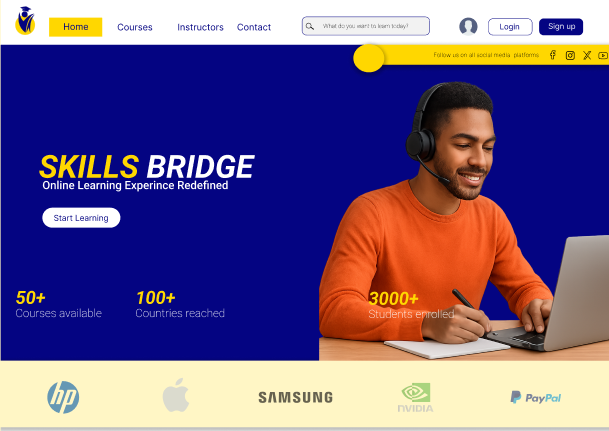 Home
Courses
Instructors
Contact
What do you want to learn today?
Login
Sign up
Follow us on all social media platforms
SKILLS BRIDGE
Online Learning Experince Redefined
Start Learning
50+
Courses available
100+
Countries reached
3000+
Students enrolled
hp
SAMSUNG
NVIDIA
PayPal